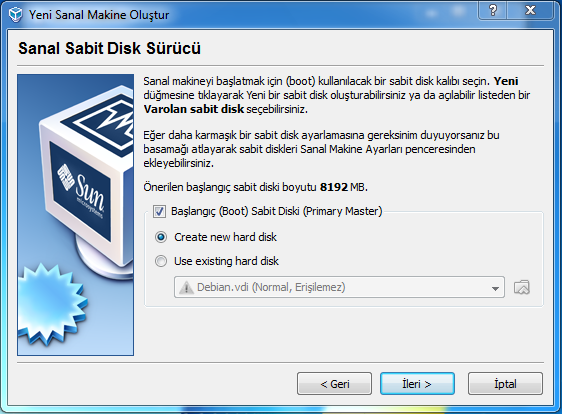 Yeni Sanal Makine Oluştur
Sanal Sabit Disk Sürücü
Sanal makineyi başlatmak için (boot) kullanılacak bir sabit disk kalıbı seçin. Yeni
düğmesine tıklayarak Yeni bir sabit disk oluşturabilirsiniz ya da açılabilir listeden bir
Varolan sabit disk seçebilirsiniz.
Eğer daha karmaşık bir sabit disk ayarlamasına gereksinim duyuyorsanız bu
basamağı atlayarak sabit diskleri Sanal Makine Ayarları penceresinden
ekleyebilirsiniz.
Önerilen başlangıç sabit diski boyutu 8192 MB.
Başlangıç (Boot) Sabit Diski (Primary Master)
Create new hard disk
Use existing hard disk
Debian.vdi (Normal, Erişilemez)
Sun
microsystems
< Geri
İleri >
İptal